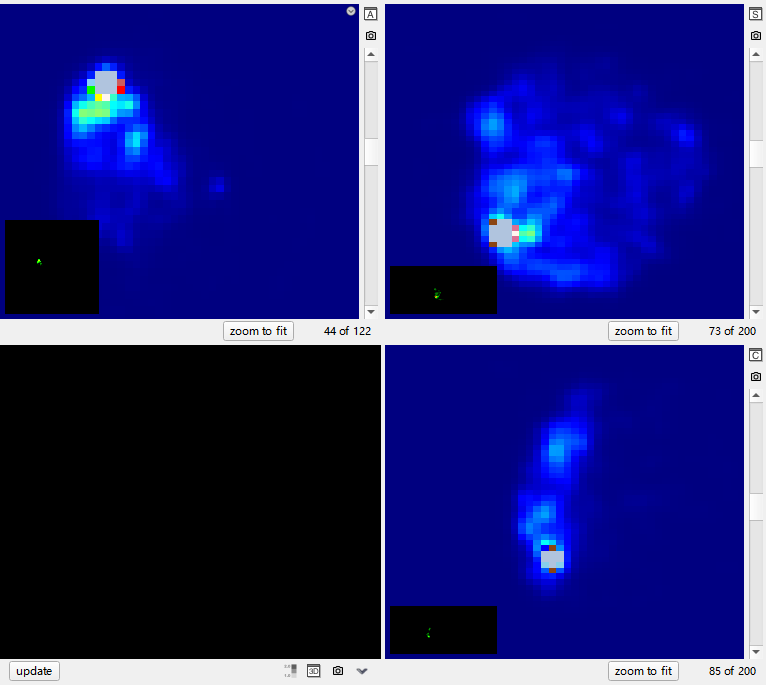 A
S
zoom to fit
44 of 122
zoom to fit
73 of 200
C
update
3D
zoom to fit
85 of 200